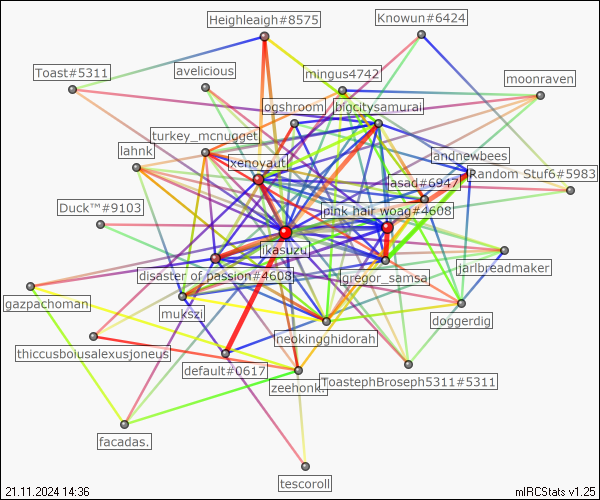 Heighleaigh#8575
Knowun#6424
Toast#5311
avelicious
mingus4742
moonraven
ogshroom
bigcitysamurai
turkey_mcnugget
lahnk
xenoyaut
andnewbees
asad#6947
Random Stuf6#5983
Duck™#9103
pink hair woag#4608
likasuzu
disaster of passion#4608
gregor_samsa
jaribreadmaker
gazpachoman
mukszi
doggerdig
neokingghidorah
thiccusboiusalexusjoneus
default#0617
zeehonk.
ToastephBroseph5311#5311
facadas.
tescoroll
21.11.2024 14:36
mIRCStats v1.25